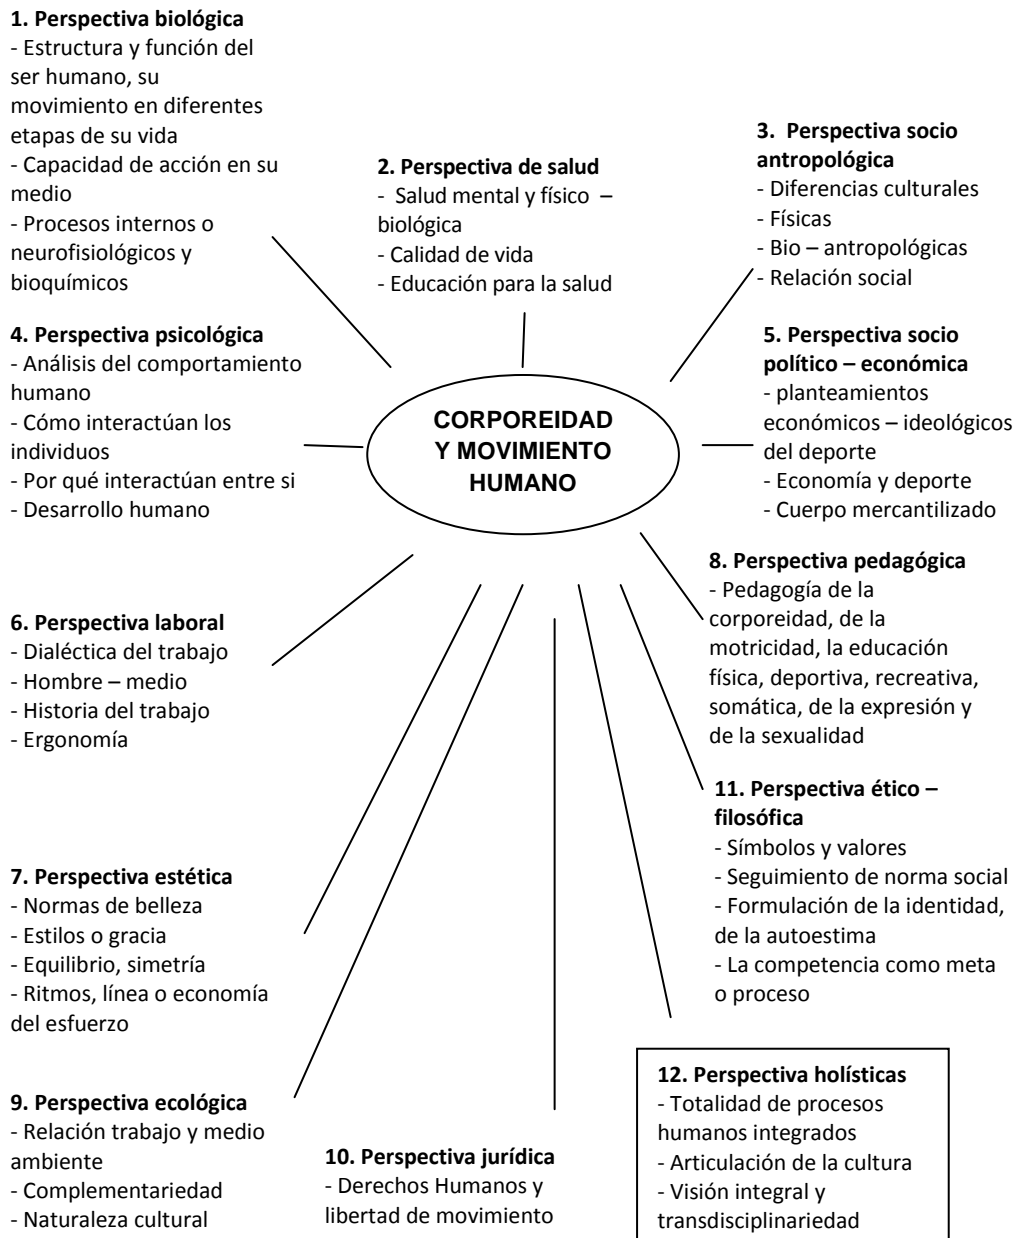 1. Perspectiva biológica
- Estructura y función del
ser humano, su
movimiento en diferentes
etapas de su vida
- Capacidad de acción en su
medio
- Procesos internos o
neurofisiológicos y
bioquímicos
2. Perspectiva de salud
- Salud mental y físico –
biológica
- Calidad de vida
- Educación para la salud
3. Perspectiva socio
antropológica
- Diferencias culturales
- Físicas
- Bio – antropológicas
- Relación social
4. Perspectiva psicológica
- Análisis del comportamiento
humano
- Cómo interactúan los
individuos
- Por qué interactúan entre si
- Desarrollo humano
CORPOREIDAD
Y MOVIMIENTO
HUMANO
5. Perspectiva socio
político – económica
- planteamientos
económicos – ideológicos
del deporte
- Economía y deporte
- Cuerpo mercantilizado
6. Perspectiva laboral
- Dialéctica del trabajo
- Hombre – medio
- Historia del trabajo
- Ergonomía
8. Perspectiva pedagógica
- Pedagogía de la
corporeidad, de la
motricidad, la educación
física, deportiva, recreativa,
somática, de la expresión y
de la sexualidad
7. Perspectiva estética
- Normas de belleza
- Estilos o gracia
- Equilibrio, simetría
- Ritmos, línea o economía
del esfuerzo
11. Perspectiva ético –
filosófica
- Símbolos y valores
- Seguimiento de norma social
- Formulación de la identidad,
de la autoestima
- La competencia como meta
o proceso
9. Perspectiva ecológica
- Relación trabajo y medio
ambiente
- Complementariedad
- Naturaleza cultural
10. Perspectiva jurídica
- Derechos Humanos y
libertad de movimiento
12. Perspectiva holísticas
- Totalidad de procesos
humanos integrados
- Articulación de la cultura
- Visión integral y
transdisciplinariedad